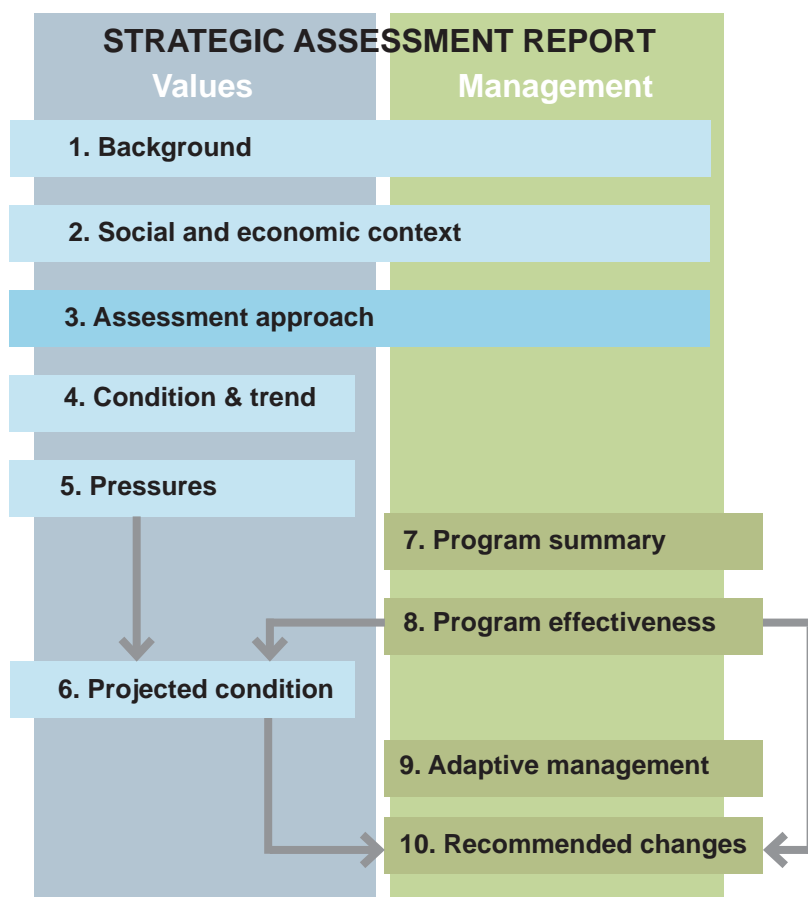 STRATEGIC ASSESSMENT REPORT
Values
Management
1. Background
2. Social and economic context
3. Assessment approach
4. Condition & trend
5. Pressures
7. Program summary
8. Program effectiveness
6. Projected condition
9. Adaptive management
10. Recommended changes